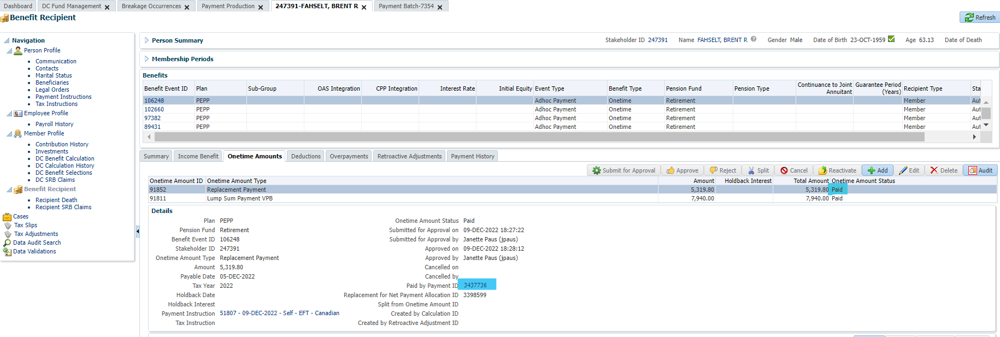 Dashboard DC Fund Management Breakage Occurrences Payment Production 247391-FAHSELT, BRENT R Payment Batch-7354
Benefit Recipient
Refresh
Navigation
Person Profile
Communication
Contacts
Marital Status
Beneficiaries
Legal Orders
Payment Instructions
Tax Instructions
Employee Profile
Payroll History
Member Profile
Contribution History
Investments
DC Benefit Calculation
DC Calculation History
DC Benefit Selections
DC SRB Claims
Benefit Recipient
Recipient Death
Recipient SRB Claims
Cases
Tax Slips
Tax Adjustments
Data Audit Search
Data Validations
Person Summary Stakeholder ID 247391 Name FAHSELT, BRENT R Gender Male Date of Birth 23-OCT-1959 Age 63.13 Date of Death
Membership Periods
Benefits
Benefit Event ID Plan Sub-Group OAS Integration CPP Integration Interest Rate Initial Equity Event Type Benefit Type Pension Fund Pension Type Continuance to Joint Annuitant Guarantee Period (Years) Recipient Type Sta
106248 PEPP Adhoc Payment Onetime Retirement Member Aut
102660 PEPP Adhoc Payment Onetime Retirement Member Aut
97382 PEPP Adhoc Payment Onetime Retirement Member Aut
89431 PEPP Adhoc Payment Onetime Retirement Member Aut
Summary Income Benefit Onetime Amounts Deductions Overpayments Retroactive Adjustments Payment History
Submit for Approval Approve Reject Split Cancel Reactivate Add Edit Delete Audit
Onetime Amount ID Onetime Amount Type Amount Holdback Interest Total Amount Onetime Amount Status
91852 Replacement Payment 5,319.80 5,319.80 Paid
91811 Lump Sum Payment VPB 7,940.00 7,940.00 Paid
Details
Plan PEPP Onetime Amount Status Paid
Pension Fund Retirement Submitted for Approval on 09-DEC-2022 18:27:22
Benefit Event ID 106248 Submitted for Approval by Janette Paus (jpaus)
Stakeholder ID 247391 Approved on 09-DEC-2022 18:28:12
Onetime Amount Type Replacement Payment Approved by Janette Paus (jpaus)
Amount 5,319.80 Cancelled on
Payable Date 05-DEC-2022 Cancelled by
Tax Year 2022 Paid by Payment ID 3437736
Holdback Date Replacement for Net Payment Allocation ID 3398599
Holdback Interest Split from Onetime Amount ID
Payment Instruction 51807 - 09-DEC-2022 - Self - EFT - Canadian Created by Calculation ID
Tax Instruction Created by Retroactive Adjustment ID